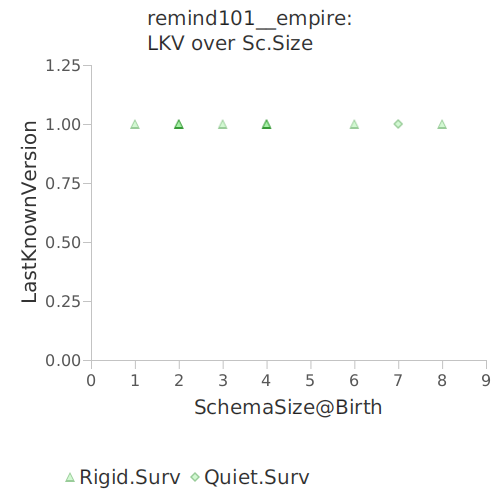 remind101__empire:
LKV over Sc.Size
LastKnownVersion
1.25
1.00
0.75
0.50
0.25
0.00
0 1 2 3 4 5 6 7 8 9
SchemaSize@Birth
Rigid.Surv Quiet.Surv